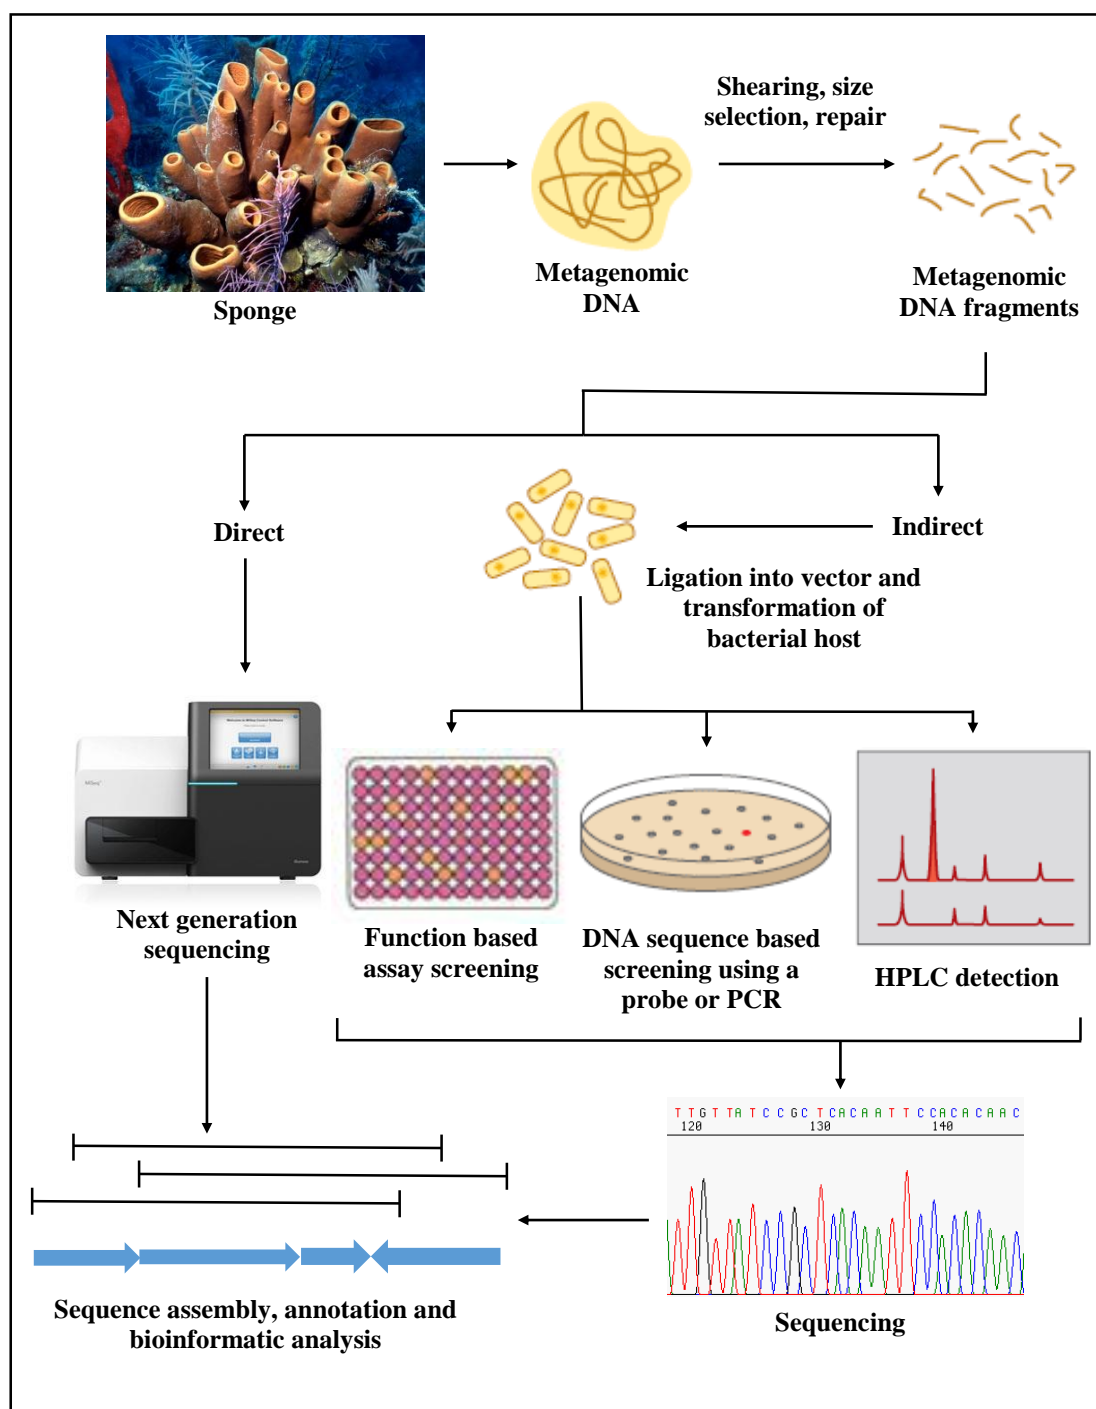 Shearing, size
selection, repair
Sponge
Metagenomic
DNA
Metagenomic
DNA fragments
Direct
Indirect
Ligation into vector and
transformation of
bacterial host
MiSeq
Next generation
sequencing
Function based
assay screening
DNA sequence based
screening using a
probe or PCR
HPLC detection
T T G T T A T C C G C T C A C A A T T C C A C A C A A C
120 130 140
Sequence assembly, annotation and
bioinformatic analysis
Sequencing